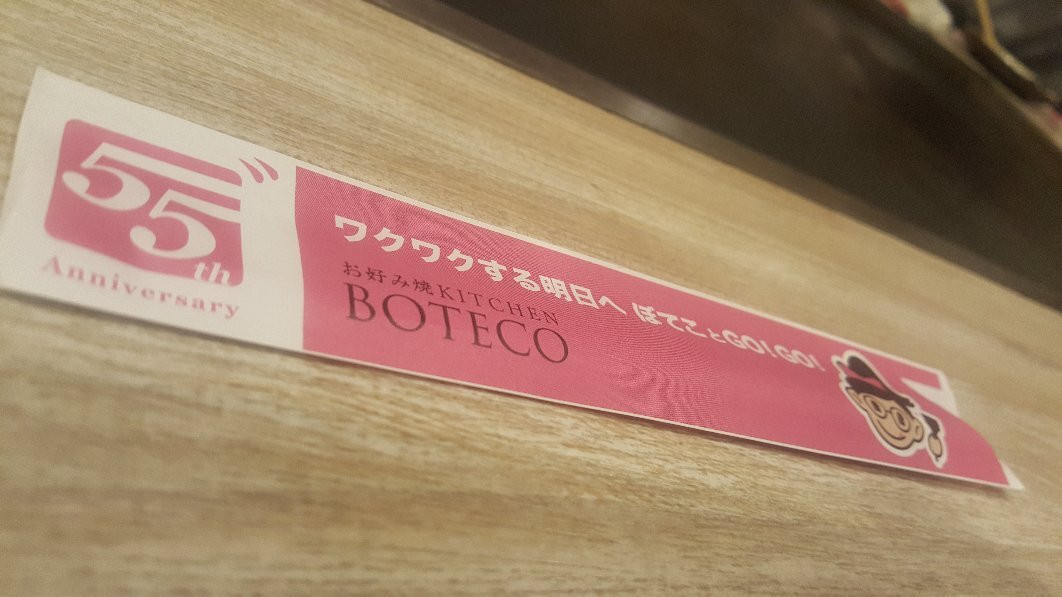 55th
Anniversary
ワクワクする明日へ ぼてことGO!GO!
お好み焼KITCHEN
BOTECO